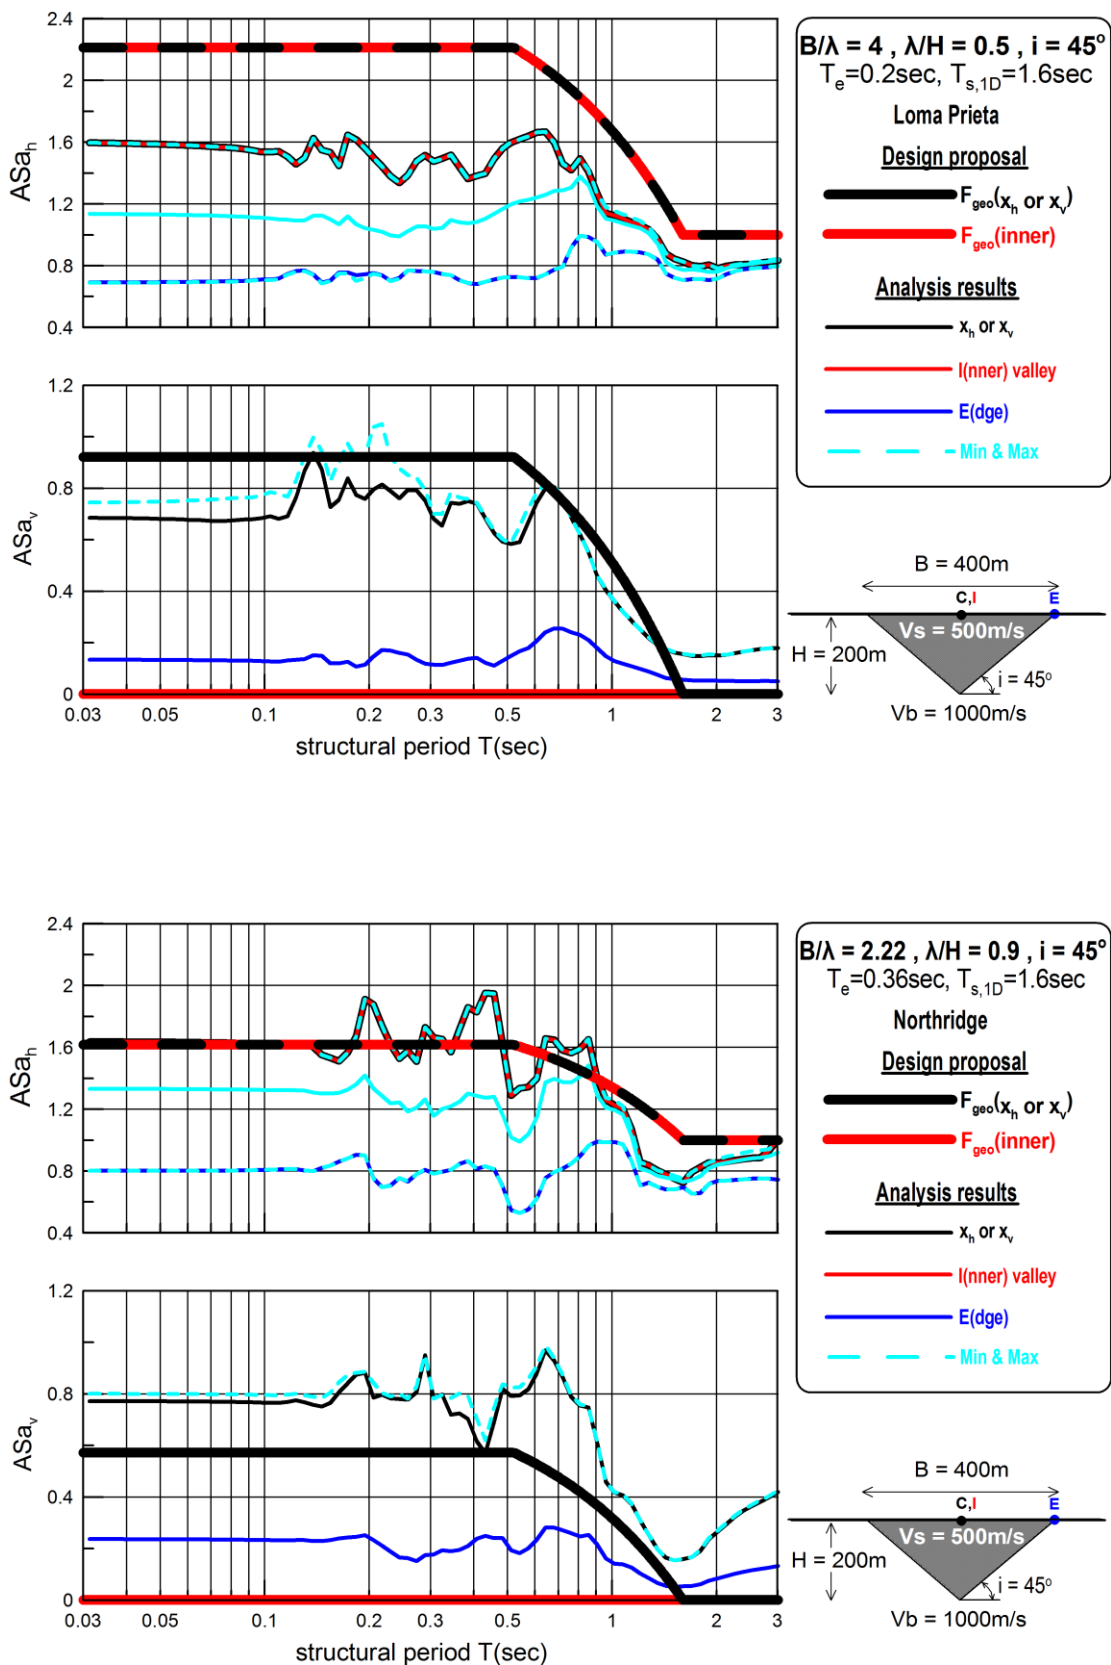 2.4
2
1.6
1.2
0.8
0.4
ASa_h
B/λ = 4 , λ/H = 0.5 , i = 45°
T_e=0.2sec, T_s,1D=1.6sec
Loma Prieta
Design proposal
F_geo(x_h or x_v)
F_geo(inner)
Analysis results
x_h or x_v
I(nner) valley
E(dge)
Min & Max
1.2
0.8
0.4
0
ASa_v
0.03 0.05 0.1 0.2 0.3 0.5 1 2 3
structural period T(sec)
B = 400m
C,I E
Vs = 500m/s
H = 200m
i = 45°
Vb = 1000m/s
2.4
2
1.6
1.2
0.8
0.4
ASa_h
B/λ = 2.22 , λ/H = 0.9 , i = 45°
T_e=0.36sec, T_s,1D=1.6sec
Northridge
Design proposal
F_geo(x_h or x_v)
F_geo(inner)
Analysis results
x_h or x_v
I(nner) valley
E(dge)
Min & Max
1.2
0.8
0.4
0
ASa_v
0.03 0.05 0.1 0.2 0.3 0.5 1 2 3
structural period T(sec)
B = 400m
C,I E
Vs = 500m/s
H = 200m
i = 45°
Vb = 1000m/s